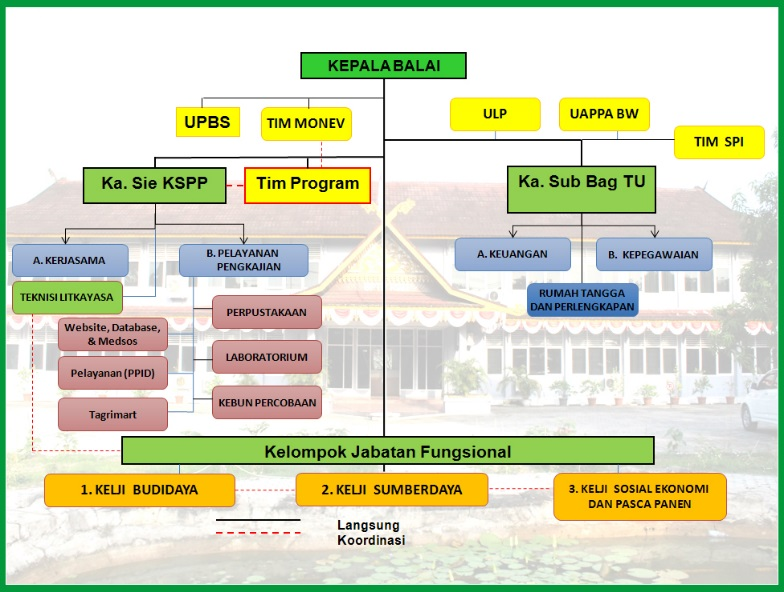 KEPALA BALAI
UPBS
TIM MONEV
ULP
UAPPA BW
TIM SPI
Ka. Sie KSPP
Tim Program
Ka. Sub Bag TU
A. KERJASAMA
B. PELAYANAN
PENGKAJIAN
A. KEUANGAN
B. KEPEGAWAIAN
TEKNISI LITKAYASA
RUMAH TANGGA
DAN PERLENGKAPAN
PERPUSTAKAAN
Website, Database,
& Medsos
LABORATORIUM
Pelayanan (PPID)
KEBUN PERCOBAAN
Tagrimart
Kelompok Jabatan Fungsional
1. KELJI BUDIDAYA
2. KELJI SUMBERDAYA
3. KELJI SOSIAL EKONOMI
DAN PASCA PANEN
Langsung
Koordinasi